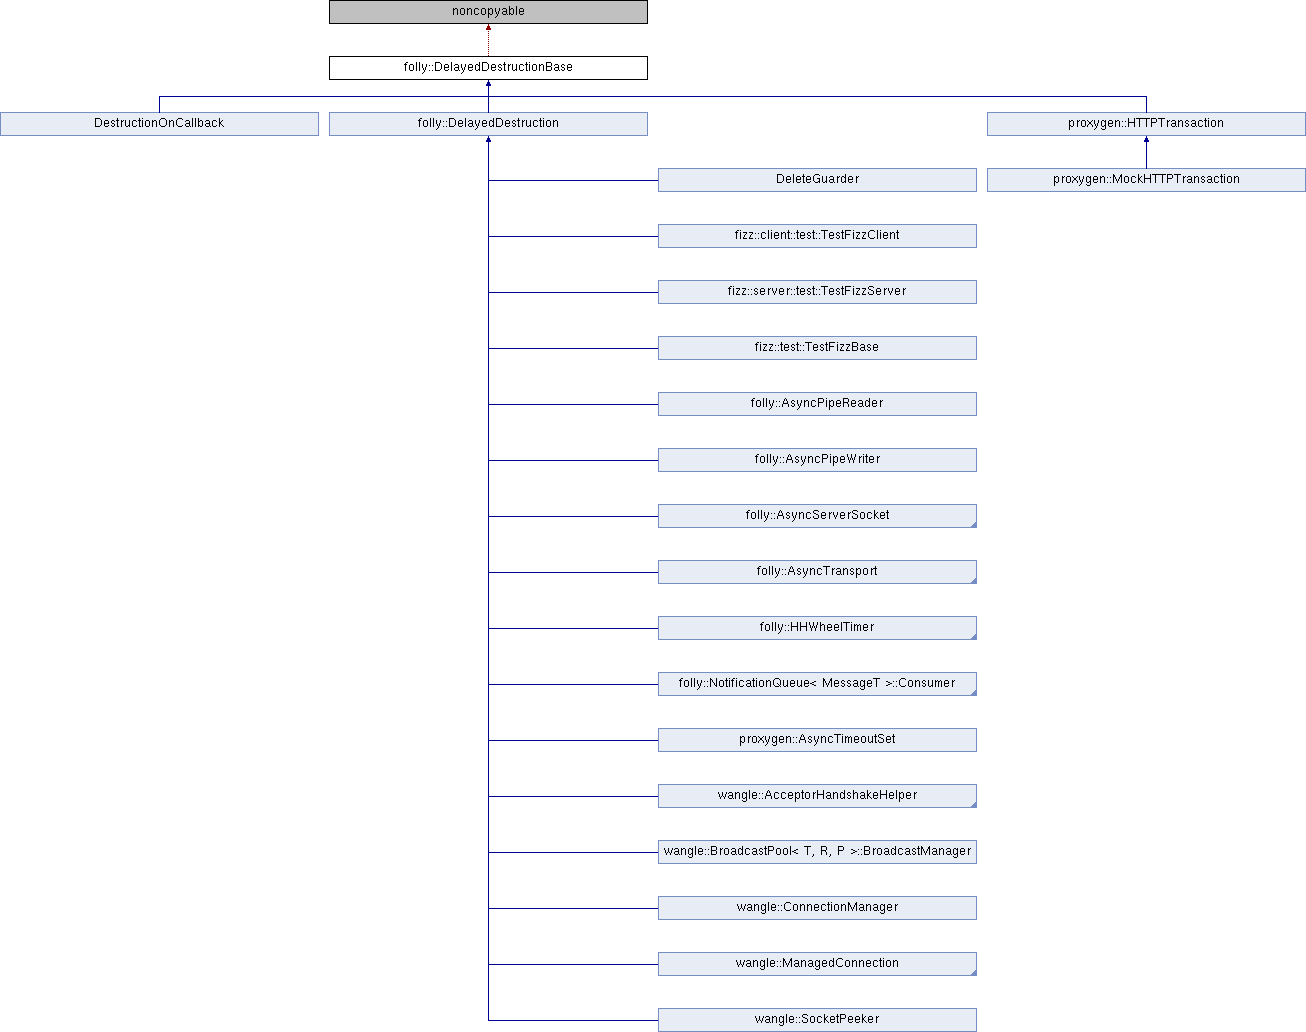 noncopyable
folly::DelayedDestructionBase
DestructionOnCallback
folly::DelayedDestruction
proxygen::HTTPTransaction
DeleteGuarder
proxygen::MockHTTPTransaction
fizz::client::test::TestFizzClient
fizz::server::test::TestFizzServer
fizz::test::TestFizzBase
folly::AsyncPipeReader
folly::AsyncPipeWriter
folly::AsyncServerSocket
folly::AsyncTransport
folly::HHWheelTimer
folly::NotificationQueue< MessageT >::Consumer
proxygen::AsyncTimeoutSet
wangle::AcceptorHandshakeHelper
wangle::BroadcastPool< T, R, P >::BroadcastManager
wangle::ConnectionManager
wangle::ManagedConnection
wangle::SocketPeeker